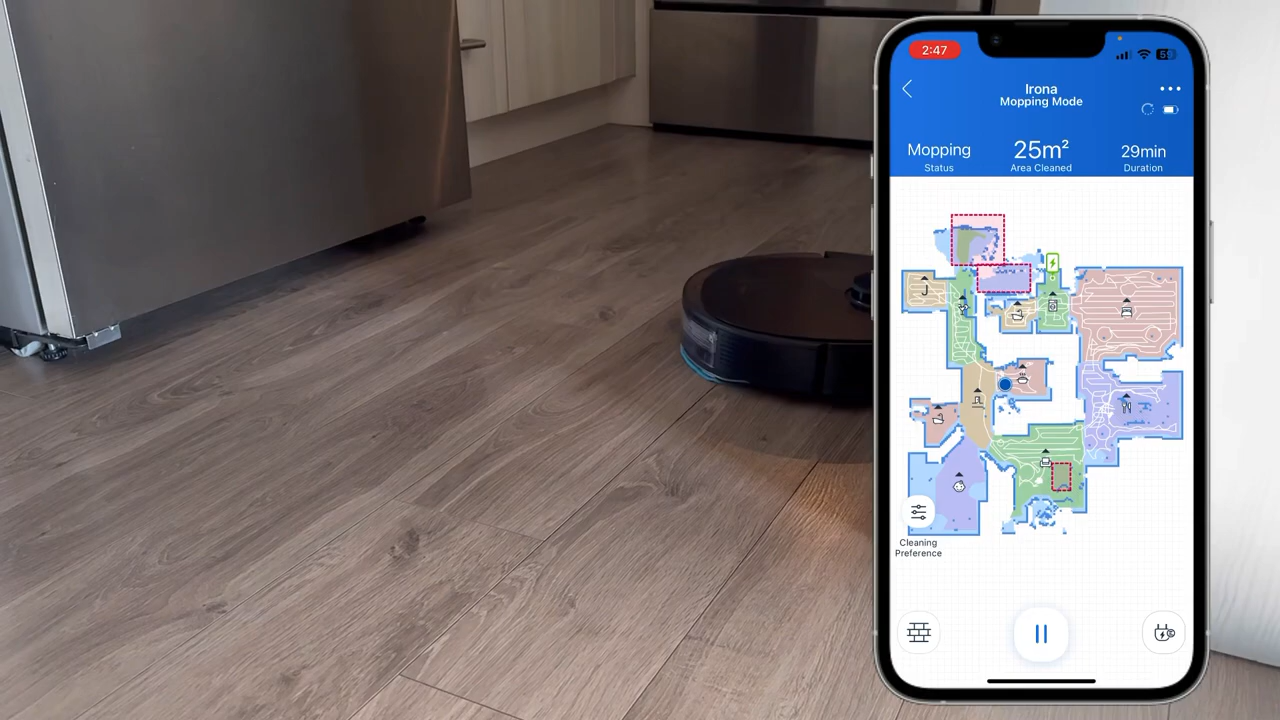 2:47
Irona
Mopping Mode
Mopping
25m²
29min
Status
Area Cleaned
Duration
Cleaning
Preference